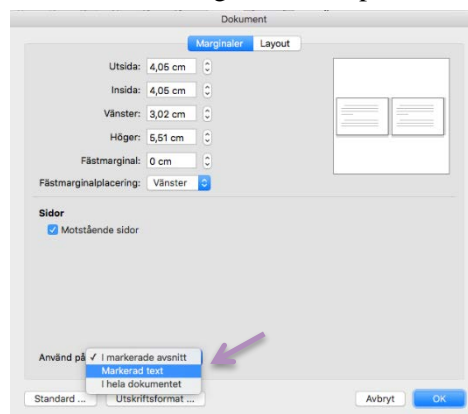 Dokument
Marginaler Layout
Utsida: 4,05 cm
Insida: 4,05 cm
Vänster: 3,02 cm
Höger: 5,51 cm
Fästmarginal: 0 cm
Fästmarginalplacering: Vänster
Sidor
Motstående sidor
Använd på ✓ I markerade avsnitt
Markerad text
I hela dokumentet
Standard ... Utskriftsformat ... Avbryt OK